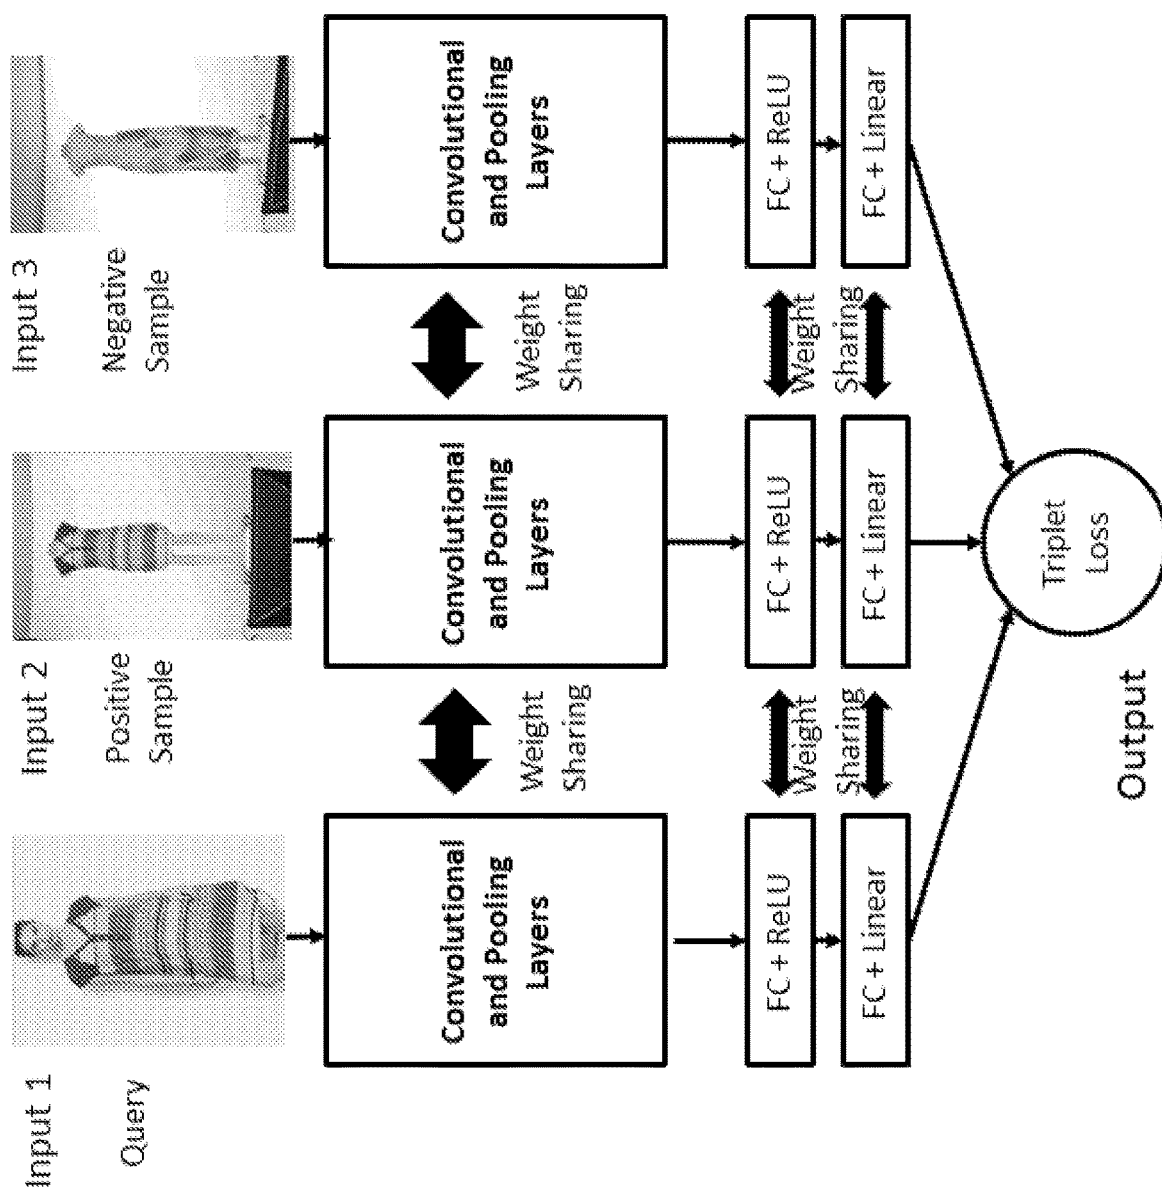 Input 1
Query
Convolutional
and Pooling
Layers
FC + ReLU
FC + Linear
Weight
Sharing
Weight
Sharing
Input 2
Positive
Sample
Convolutional
and Pooling
Layers
FC + ReLU
FC + Linear
Weight
Sharing
Weight
Sharing
Input 3
Negative
Sample
Convolutional
and Pooling
Layers
FC + ReLU
FC + Linear
Triplet
Loss
Output